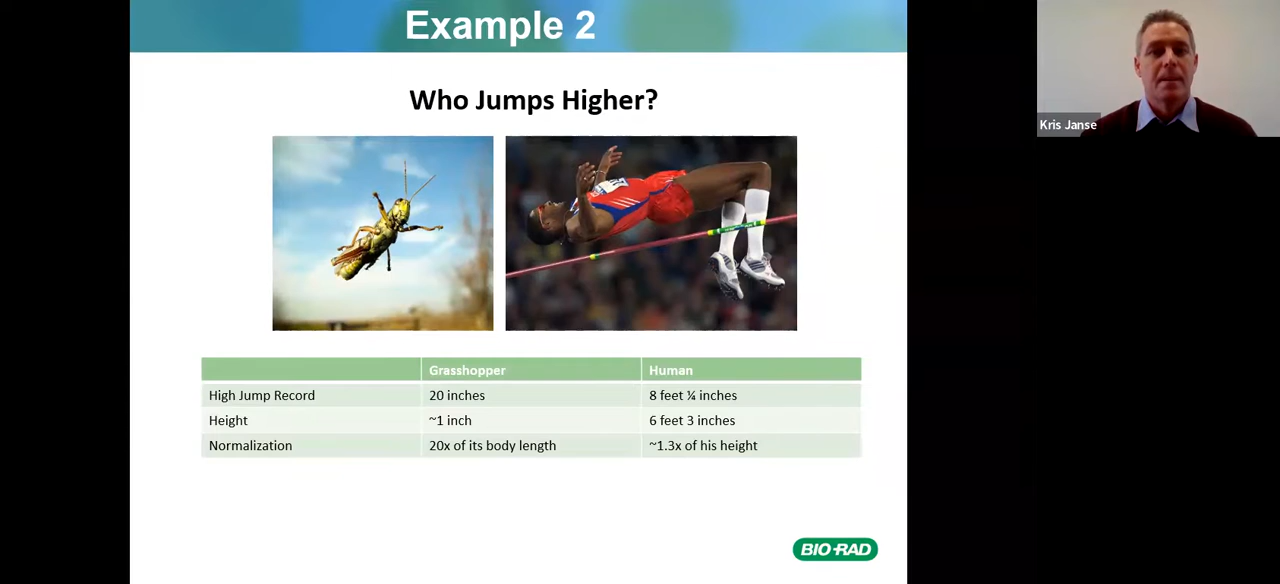 Example 2
Who Jumps Higher?
Kris Janse
Grasshopper Human
High Jump Record 20 inches 8 feet ¼ inches
Height ~1 inch 6 feet 3 inches
Normalization 20x of its body length ~1.3x of his height
BIO-RAD